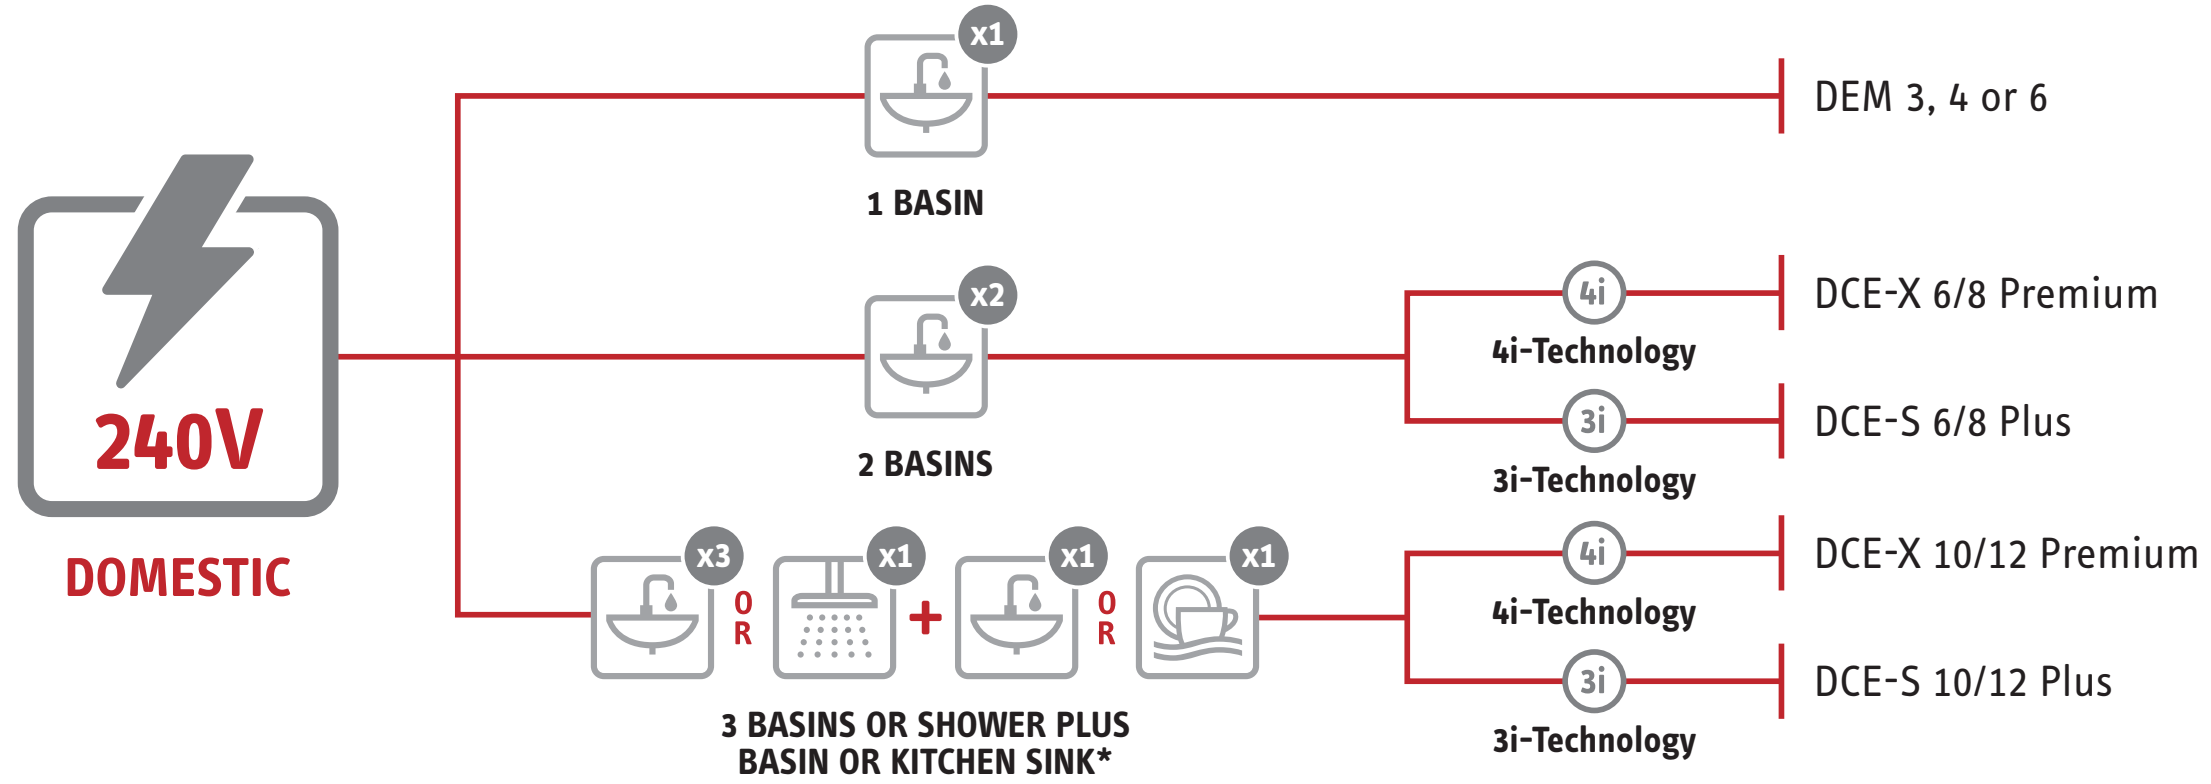 240V
DOMESTIC
x1
1 BASIN
DEM 3, 4 or 6
x2
2 BASINS
4i
4i-Technology
DCE-X 6/8 Premium
3i
3i-Technology
DCE-S 6/8 Plus
x3
OR
x1
+
x1
OR
x1
3 BASINS OR SHOWER PLUS
BASIN OR KITCHEN SINK*
4i
4i-Technology
DCE-X 10/12 Premium
3i
3i-Technology
DCE-S 10/12 Plus